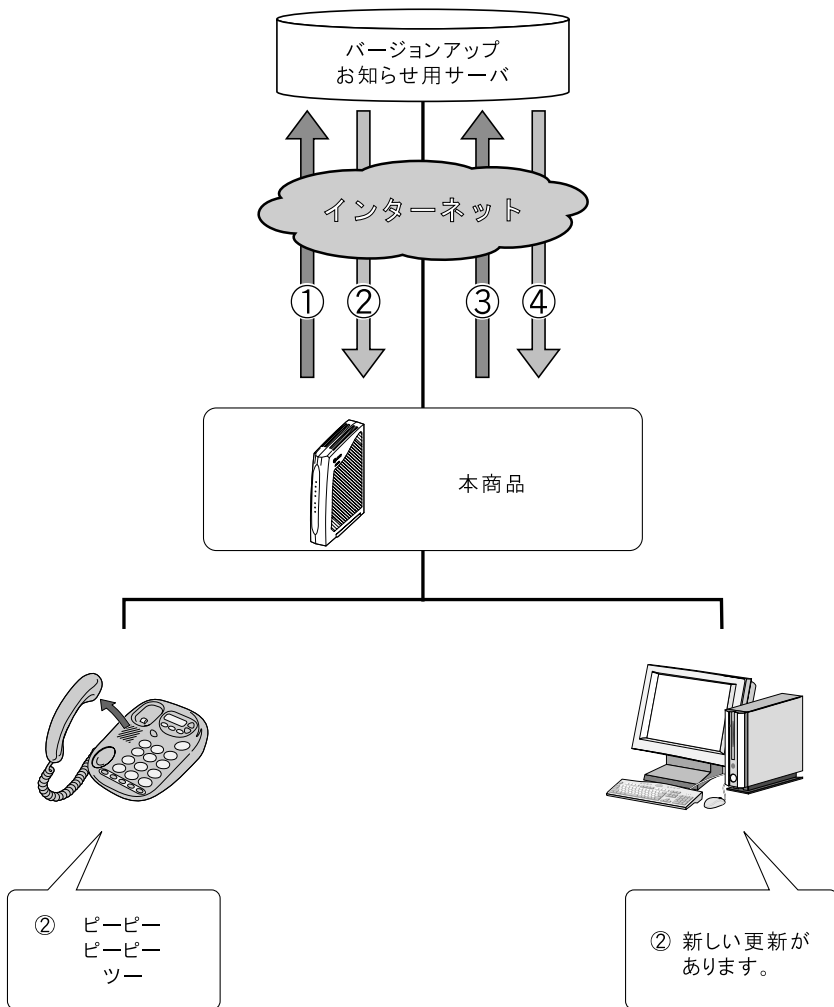 バージョンアップ
お知らせ用サーバ
インターネット
① ② ③ ④
本商品
② ピーピー
ピーピー
ツー
② 新しい更新が
あります。